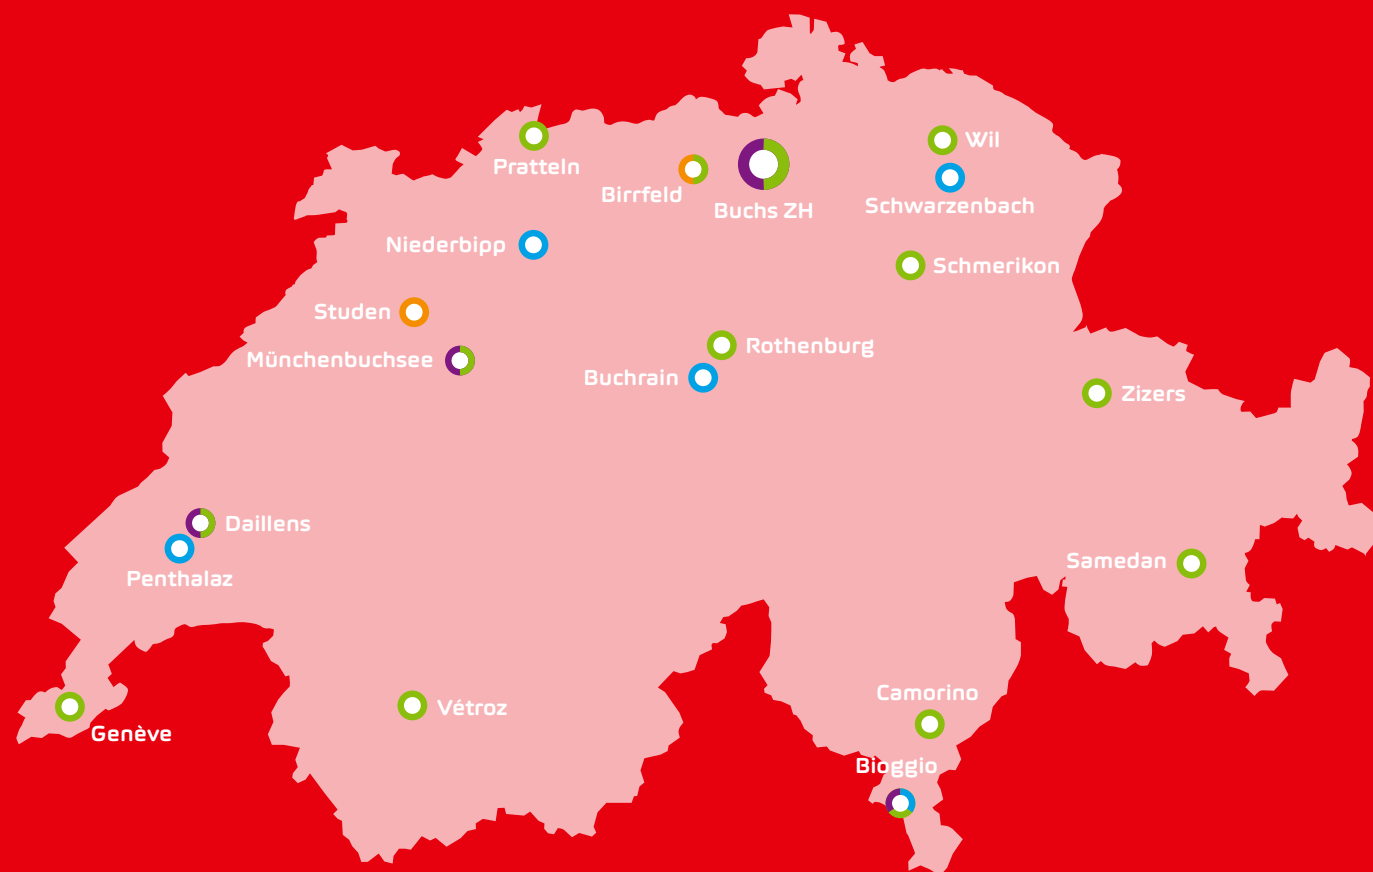 Wil
Pratteln
Birrfeld
Schwarzenbach
Buchs ZH
Niederbipp
Schmerikon
Studen
Rothenburg
Münchenbuchsee
Buchrain
Zizers
Daillens
Samedan
Penthalaz
Camorino
Vétroz
Genève
Bioggio